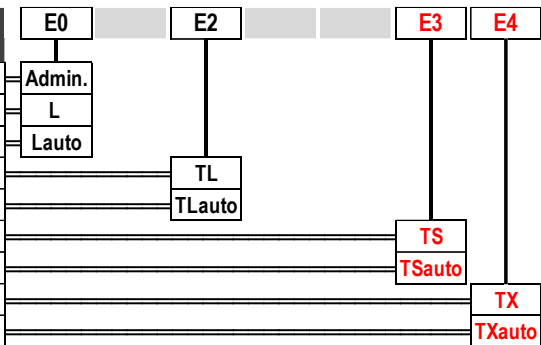 E0 E2 E3 E4
Admin.
L
Lauto
TL
TLauto
TS
TSauto
TX
TXauto